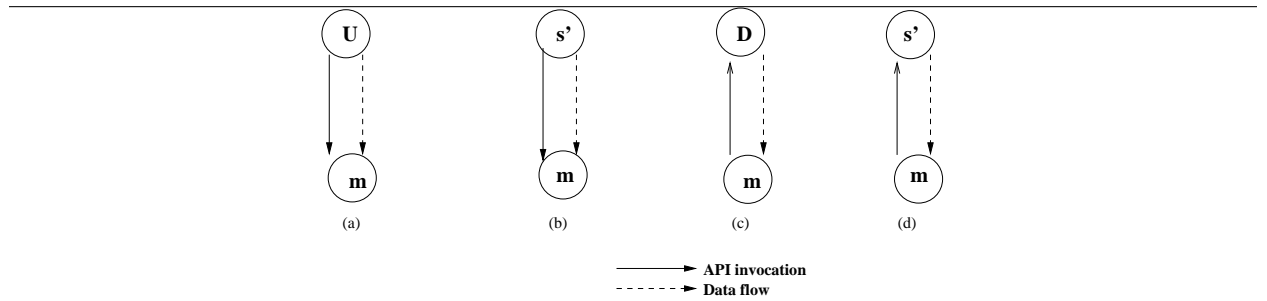 U s’ D s’
m m m m
(a) (b) (c) (d)
API invocation
Data flow